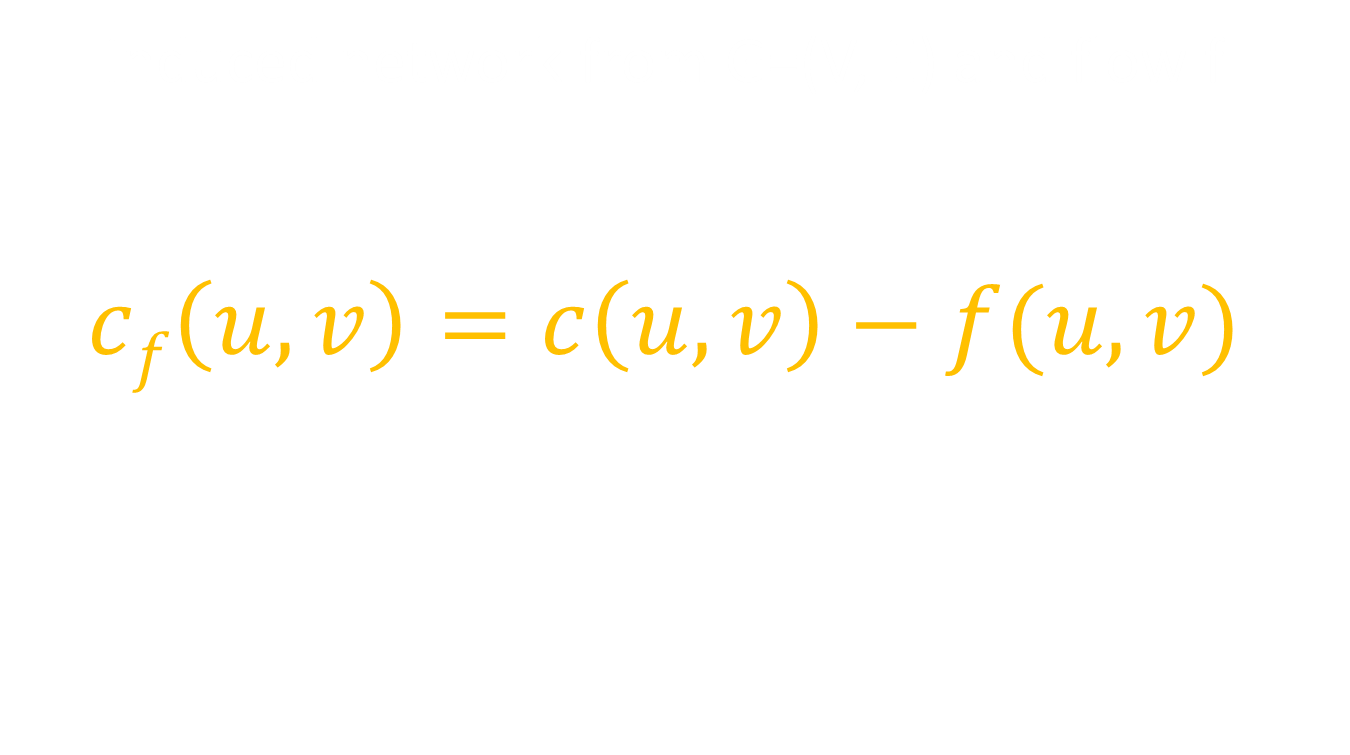 c_f(u, v) = c(u, v) − f(u, v)